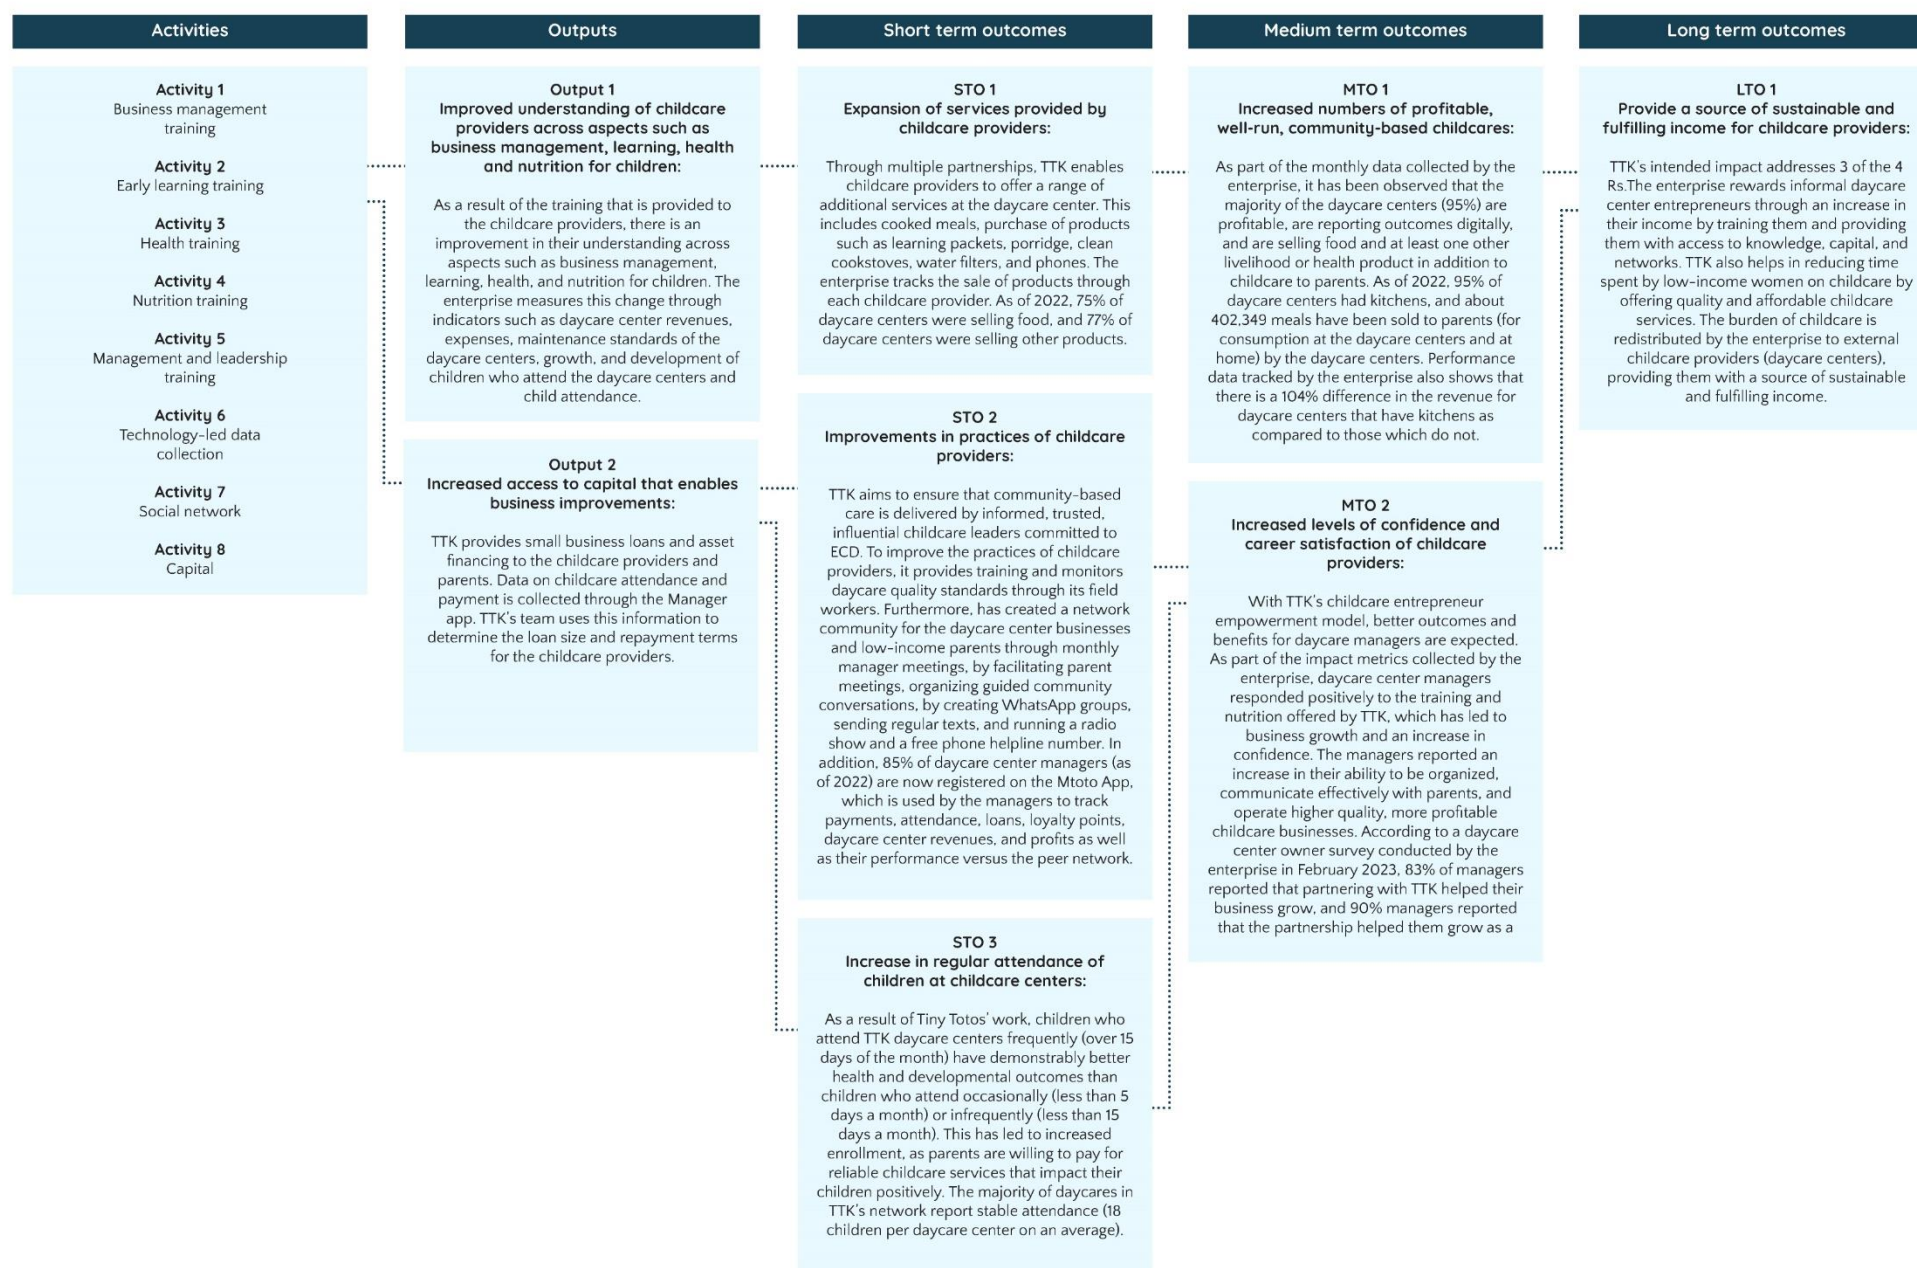 Activities
Outputs
Short term outcomes
Medium term outcomes
Long term outcomes
Activity 1
Business management
training
Activity 2
Early learning training
Activity 3
Health training
Activity 4
Nutrition training
Activity 5
Management and leadership
training
Activity 6
Technology-led data
collection
Activity 7
Social network
Activity 8
Capital
Output 1
Improved understanding of childcare
providers across aspects such as
business management, learning, health
and nutrition for children:
As a result of the training that is provided to
the childcare providers, there is an
improvement in their understanding across
aspects such as business management,
learning, health, and nutrition for children. The
enterprise measures this change through
indicators such as daycare center revenues,
expenses, maintenance standards of the
daycare centers, growth, and development of
children who attend the daycare centers and
child attendance.
Output 2
Increased access to capital that enables
business improvements:
TTK provides small business loans and asset
financing to the childcare providers and
parents. Data on childcare attendance and
payment is collected through the Manager
app. TTK's team uses this information to
determine the loan size and repayment terms
for the childcare providers.
STO 1
Expansion of services provided by
childcare providers:
Through multiple partnerships, TTK enables
childcare providers to offer a range of
additional services at the daycare center. This
includes cooked meals, purchase of products
such as learning packets, porridge, clean
cookstoves, water filters, and phones. The
enterprise tracks the sale of products through
each childcare provider. As of 2022, 75% of
daycare centers were selling food, and 77% of
daycare centers were selling other products.
STO 2
Improvements in practices of childcare
providers:
TTK aims to ensure that community-based
care is delivered by informed, trusted,
influential childcare leaders committed to
ECD. To improve the practices of childcare
providers, it provides training and monitors
daycare quality standards through its field
workers. Furthermore, has created a network
community for the daycare center businesses
and low-income parents through monthly
manager meetings, by facilitating parent
meetings, organizing guided community
conversations, by creating WhatsApp groups,
sending regular texts, and running a radio
show and a free phone helpline number. In
addition, 85% of daycare center managers (as
of 2022) are now registered on the Mtoto App,
which is used by the managers to track
payments, attendance, loans, loyalty points,
daycare center revenues, and profits as well
as their performance versus the peer network.
STO 3
Increase in regular attendance of
children at childcare centers:
As a result of Tiny Totos' work, children who
attend TTK daycare centers frequently (over 15
days of the month) have demonstrably better
health and developmental outcomes than
children who attend occasionally (less than 5
days a month) or infrequently (less than 15
days a month). This has led to increased
enrollment, as parents are willing to pay for
reliable childcare services that impact their
children positively. The majority of daycares in
TTK's network report stable attendance (18
children per daycare center on an average).
MTO 1
Increased numbers of profitable,
well-run, community-based childcares:
As part of the monthly data collected by the
enterprise, it has been observed that the
majority of the daycare centers (95%) are
profitable, are reporting outcomes digitally,
and are selling food and at least one other
livelihood or health product in addition to
childcare to parents. As of 2022, 95% of
daycare centers had kitchens, and about
402,349 meals have been sold to parents (for
consumption at the daycare centers and at
home) by the daycare centers. Performance
data tracked by the enterprise also shows that
there is a 104% difference in the revenue for
daycare centers that have kitchens as
compared to those which do not.
MTO 2
Increased levels of confidence and
career satisfaction of childcare
providers:
With TTK's childcare entrepreneur
empowerment model, better outcomes and
benefits for daycare managers are expected.
As part of the impact metrics collected by the
enterprise, daycare center managers
responded positively to the training and
nutrition offered by TTK, which has led to
business growth and an increase in
confidence. The managers reported an
increase in their ability to be organized,
communicate effectively with parents, and
operate higher quality, more profitable
childcare businesses. According to a daycare
center owner survey conducted by the
enterprise in February 2023, 83% of managers
reported that partnering with TTK helped their
business grow, and 90% managers reported
that the partnership helped them grow as a
LTO 1
Provide a source of sustainable and
fulfilling income for childcare providers:
TTK's intended impact addresses 3 of the 4
Rs.The enterprise rewards informal daycare
center entrepreneurs through an increase in
their income by training them and providing
them with access to knowledge, capital, and
networks. TTK also helps in reducing time
spent by low-income women on childcare by
offering quality and affordable childcare
services. The burden of childcare is
redistributed by the enterprise to external
childcare providers (daycare centers),
providing them with a source of sustainable
and fulfilling income.